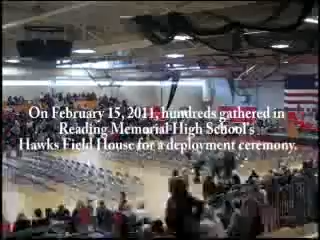 On February 15, 2011, hundreds gathered in
Reading Memorial High School's
Hawks Field House for a deployment ceremony.